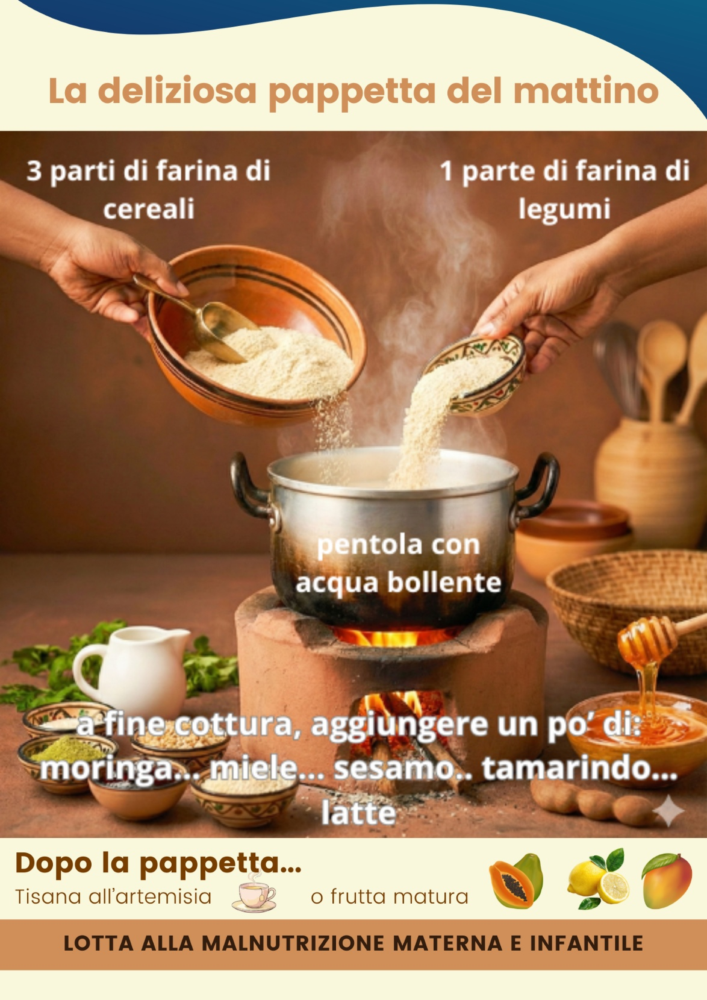 La deliziosa pappetta del mattino
3 parti di farina di
cereali
1 parte di farina di
legumi
pentola con
acqua bollente
a fine cottura, aggiungere un po’ di:
moringa... miele... sesamo.. tamarindo...
latte
Dopo la pappetta...
Tisana all’artemisia
o frutta matura
LOTTA ALLA MALNUTRIZIONE MATERNA E INFANTILE